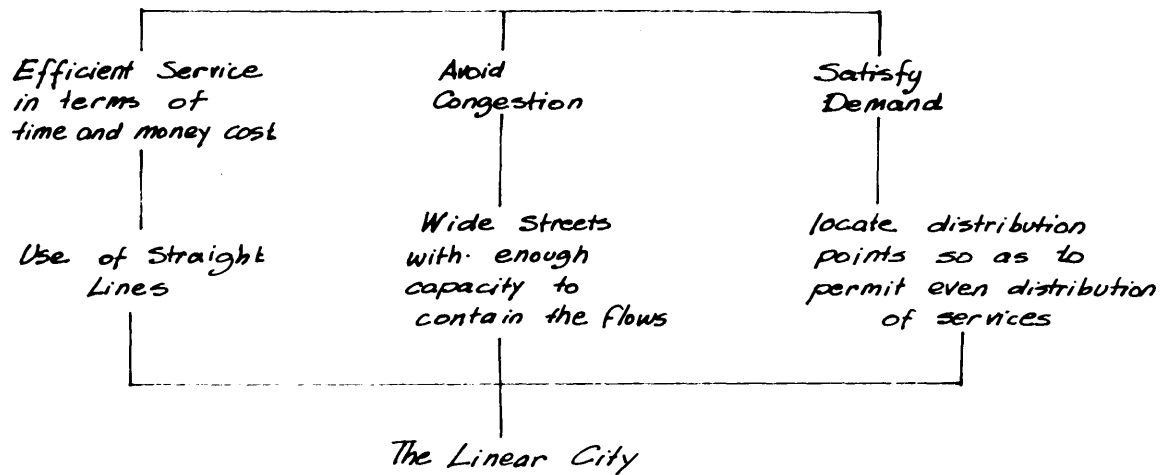 Efficient Service
in terms of
time and money cost
Avoid
Congestion
Satisfy
Demand
Use of Straight
Lines
Wide Streets
with enough
capacity to
contain the flows
locate distribution
points so as to
permit even distribution
of services
The Linear City